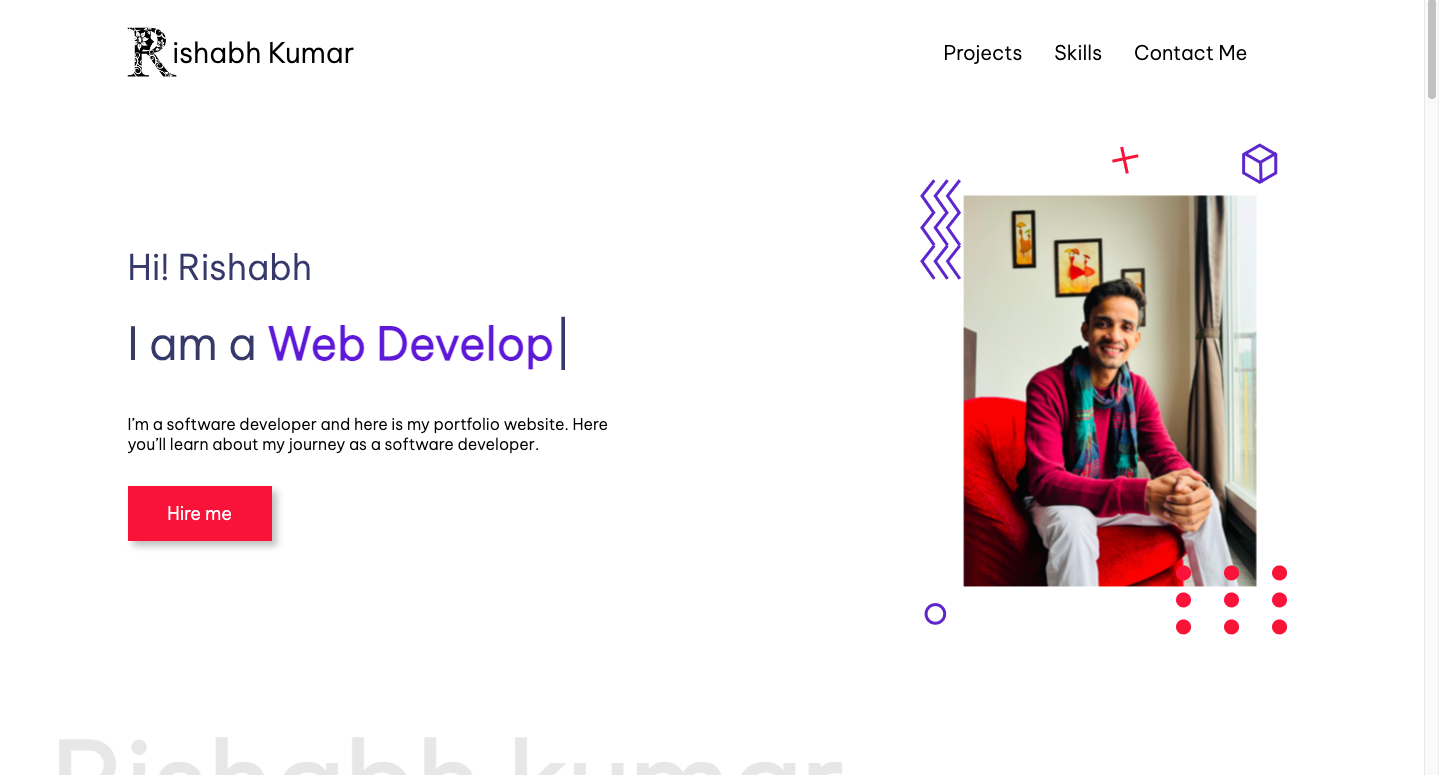 Rishabh Kumar
Projects
Skills
Contact Me
Hi! Rishabh
I am a Web Develop
I’m a software developer and here is my portfolio website. Here
you’ll learn about my journey as a software developer.
Hire me
Rishabh kumar